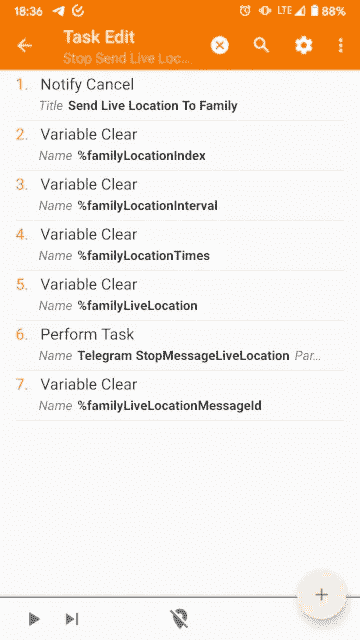 18:36 LTE 88%
Task Edit
Stop Send Live Loc...
1. Notify Cancel
Title Send Live Location To Family
2. Variable Clear
Name %familyLocationIndex
3. Variable Clear
Name %familyLocationInterval
4. Variable Clear
Name %familyLocationTimes
5. Variable Clear
Name %familyLiveLocation
6. Perform Task
Name Telegram StopMessageLiveLocation Par...
7. Variable Clear
Name %familyLiveLocationMessageId